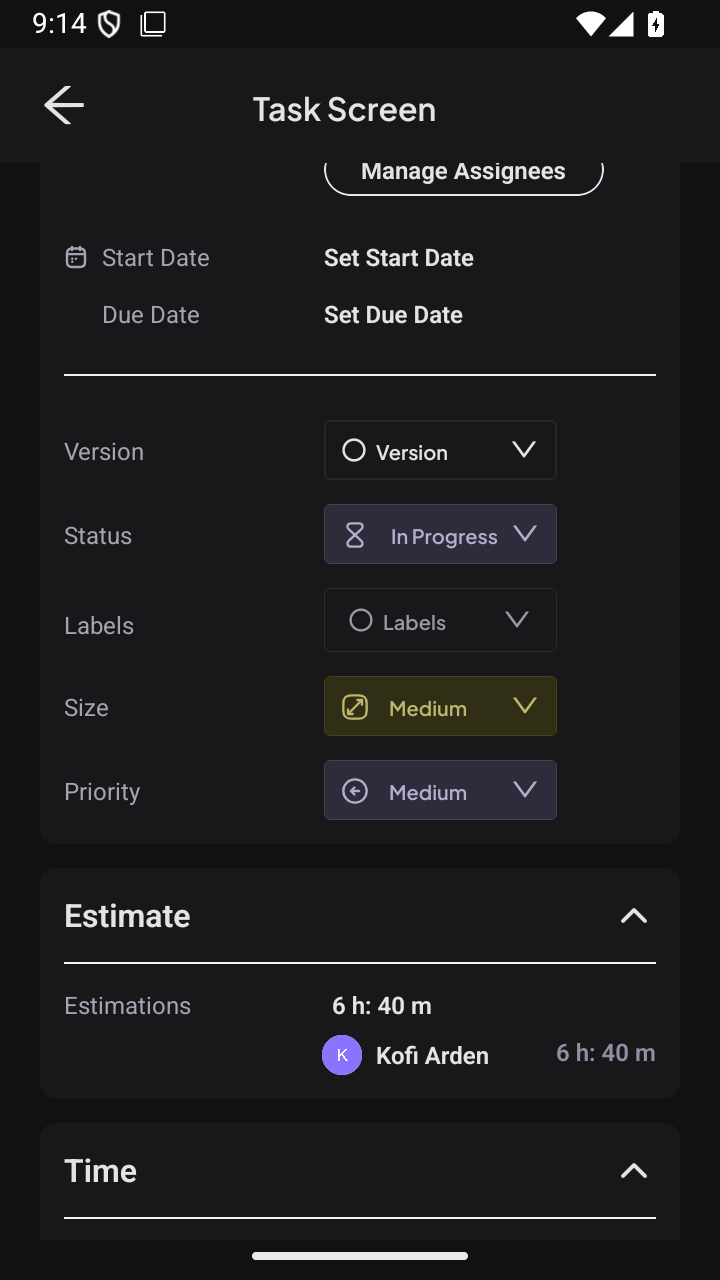 9:14
Task Screen
Manage Assignees
Start Date Set Start Date
Due Date Set Due Date
Version Version
Status In Progress
Labels Labels
Size Medium
Priority Medium
Estimate
Estimations 6 h: 40 m
K Kofi Arden 6 h: 40 m
Time